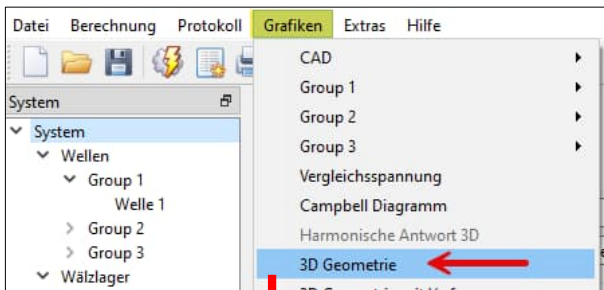 Datei Berechnung Protokoll Grafiken Extras Hilfe
System
System
Wellen
Group 1
Welle 1
Group 2
Group 3
Wälzlager
CAD
Group 1
Group 2
Group 3
Vergleichsspannung
Campbell Diagramm
Harmonische Antwort 3D
3D Geometrie